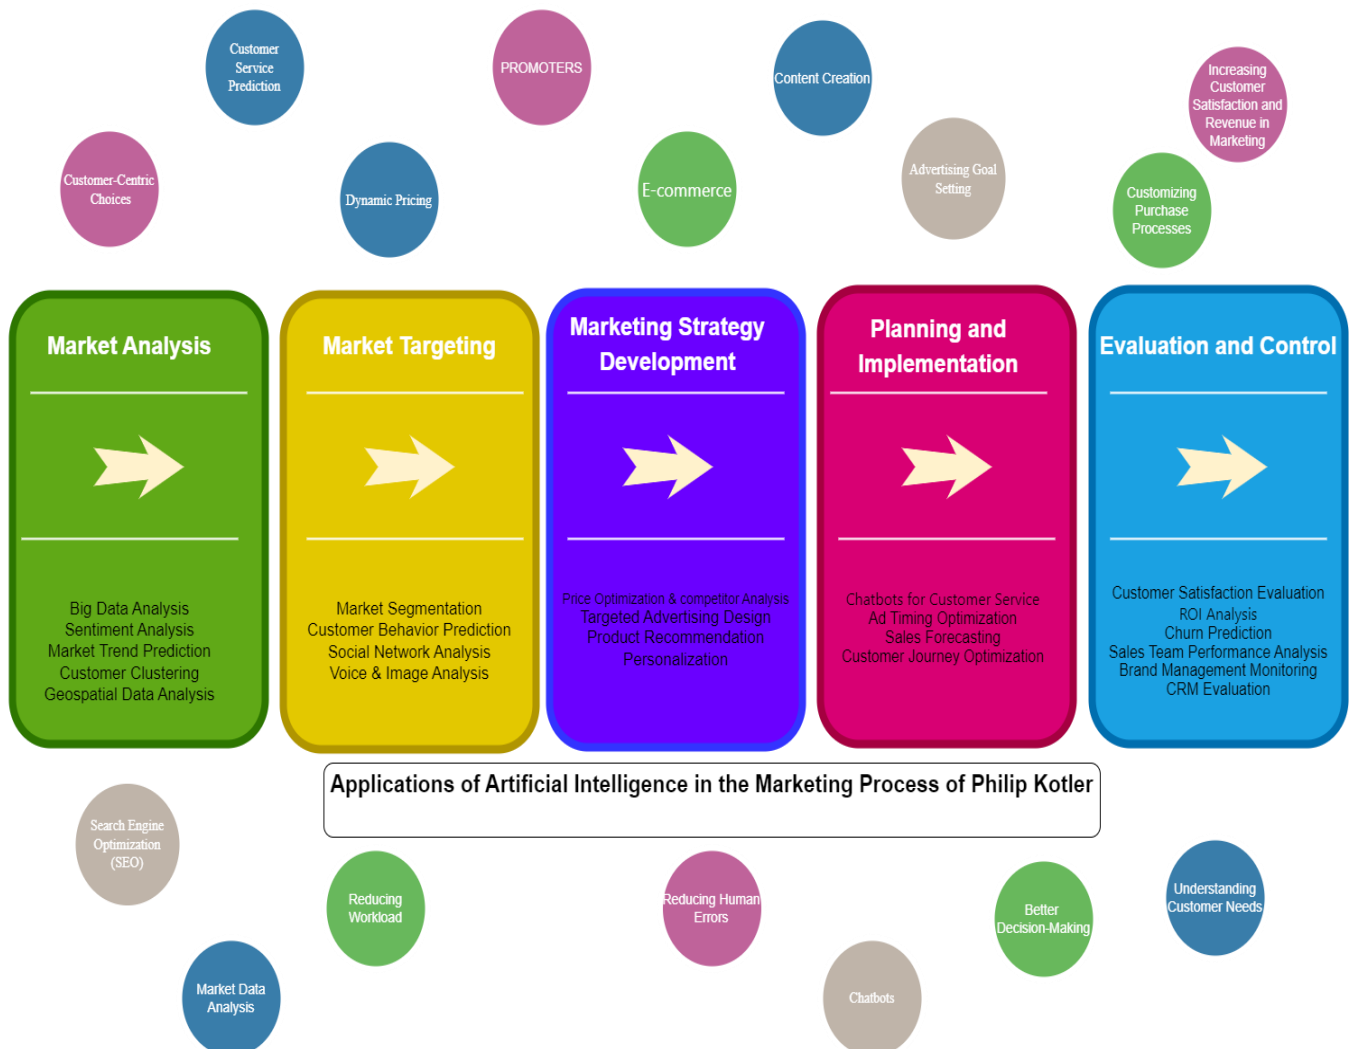 Customer
Service
Prediction
PROMOTERS
Content Creation
Increasing
Customer
Satisfaction and
Revenue in
Marketing
Customer-Centric
Choices
Dynamic Pricing
E-commerce
Advertising Goal
Setting
Customizing
Purchase
Processes
Market Analysis
Big Data Analysis
Sentiment Analysis
Market Trend Prediction
Customer Clustering
Geospatial Data Analysis
Market Targeting
Market Segmentation
Customer Behavior Prediction
Social Network Analysis
Voice & Image Analysis
Marketing Strategy
Development
Price Optimization & competitor Analysis
Targeted Advertising Design
Product Recommendation
Personalization
Planning and
Implementation
Chatbots for Customer Service
Ad Timing Optimization
Sales Forecasting
Customer Journey Optimization
Evaluation and Control
Customer Satisfaction Evaluation
ROI Analysis
Churn Prediction
Sales Team Performance Analysis
Brand Management Monitoring
CRM Evaluation
Applications of Artificial Intelligence in the Marketing Process of Philip Kotler
Search Engine
Optimization
(SEO)
Reducing
Workload
Reducing Human
Errors
Better
Decision-Making
Understanding
Customer Needs
Market Data
Analysis
Chatbots